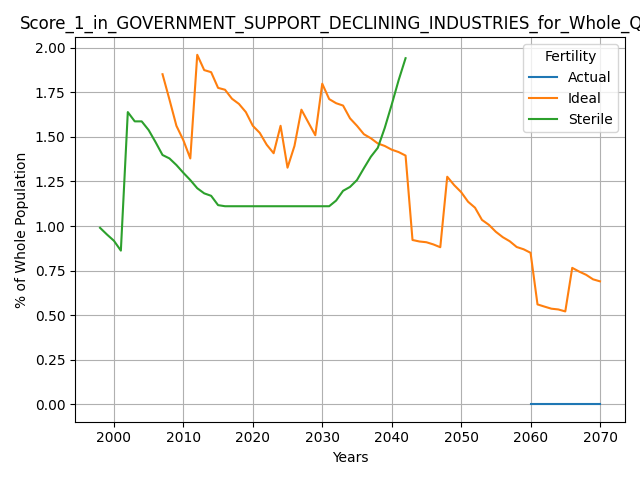 Score_1_in_GOVERNMENT_SUPPORT_DECLINING_INDUSTRIES_for_Whole_Q
Fertility
Actual
Ideal
Sterile
% of Whole Population
2.00
1.75
1.50
1.25
1.00
0.75
0.50
0.25
0.00
2000 2010 2020 2030 2040 2050 2060 2070
Years